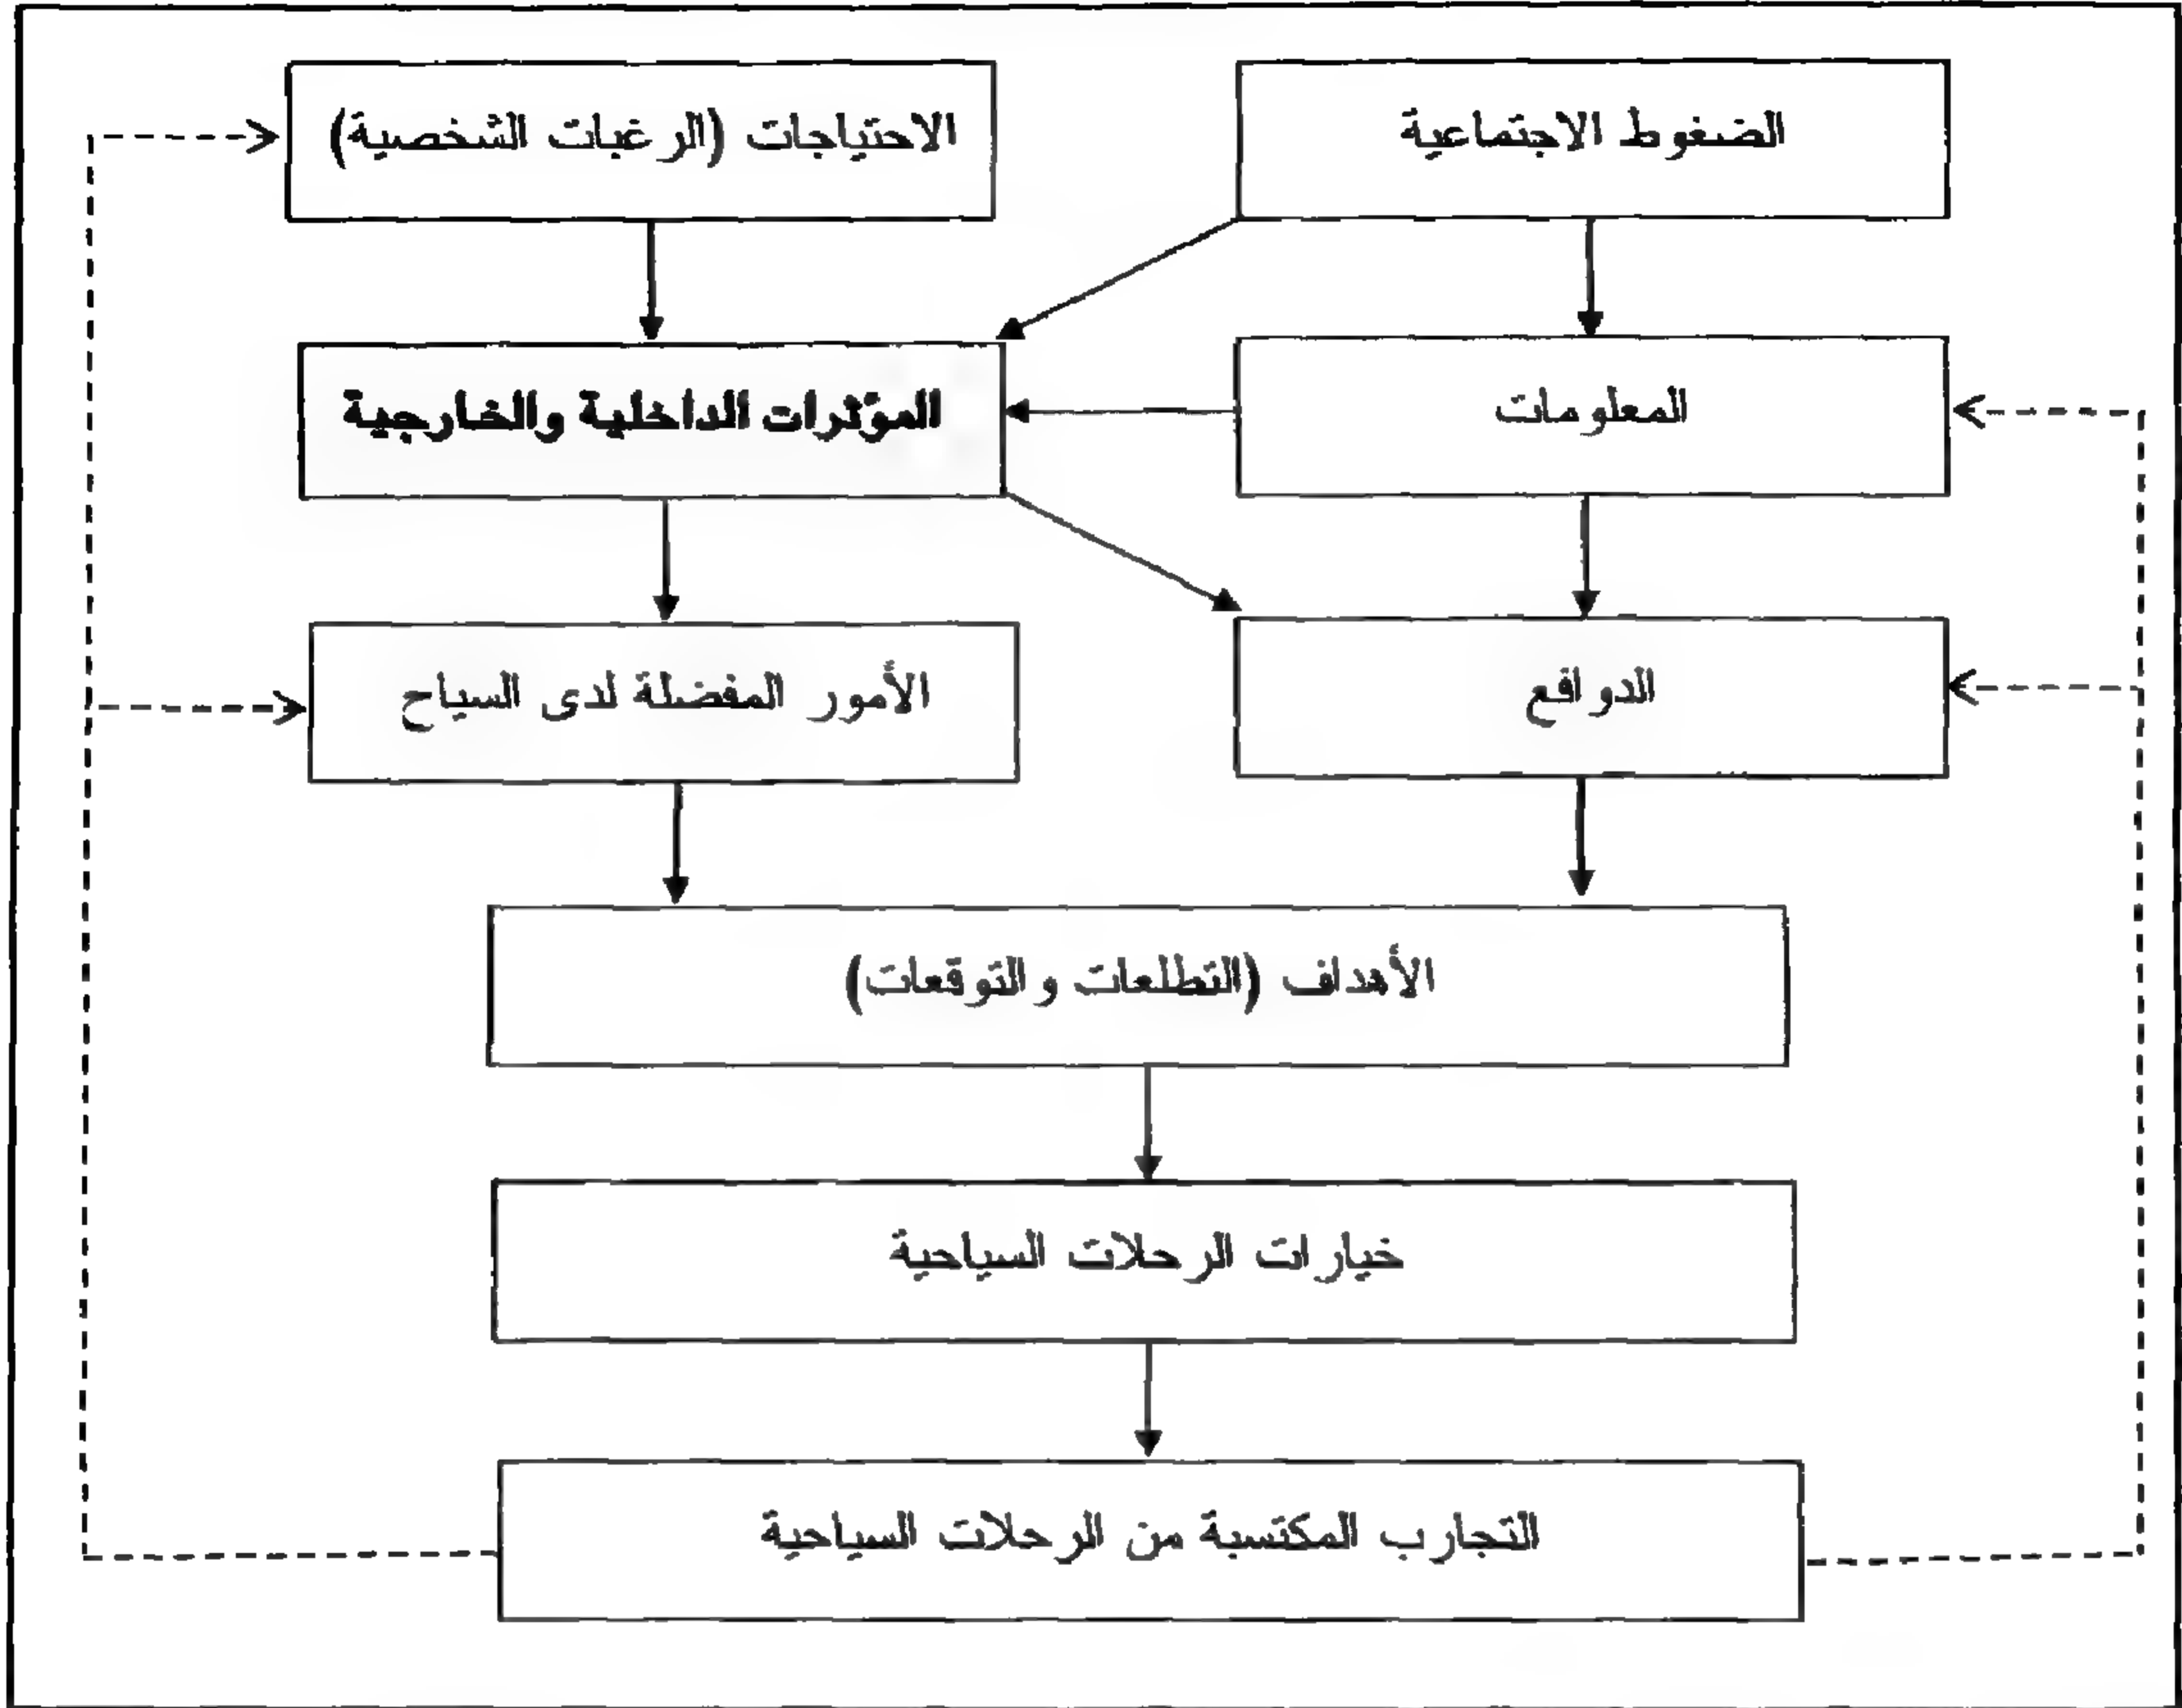 الضغوط الاجتماعية
الاحتياجات (الرغبات الشخصية)
المعلومات
المؤثرات الداخلية والخارجية
الدوافع
الأمور المفضلة لدى السياح
الأهداف (التطلعات والتوقعات)
خيارات الرحلات السياحية
التجارب المكتسبة من الرحلات السياحية